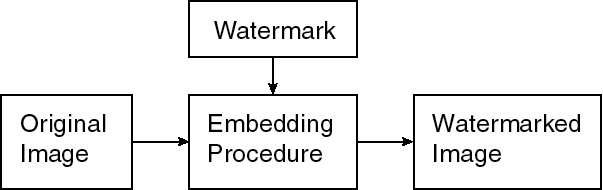 Watermark
Original
Image
Embedding
Procedure
Watermarked
Image